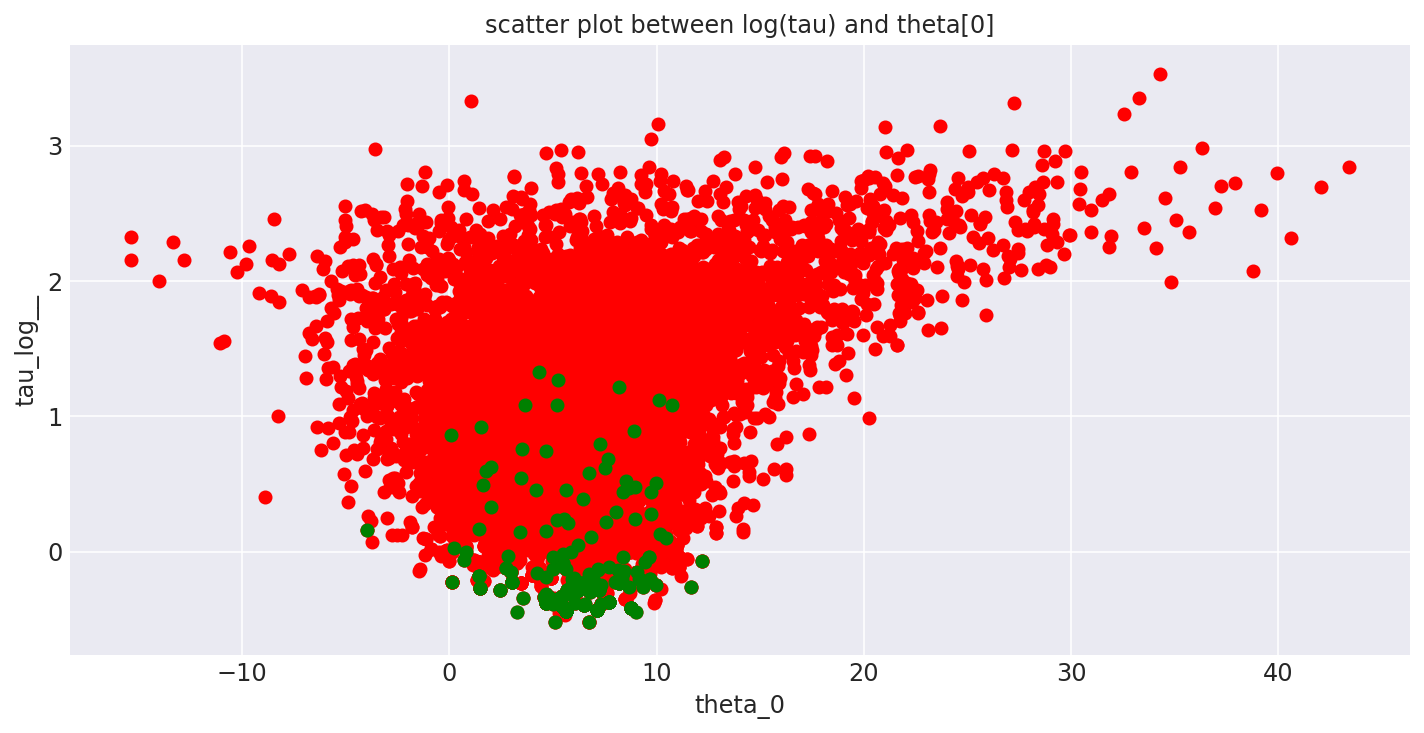 scatter plot between log(tau) and theta[0]
3
2
1
0
tau_log__
−10 0 10 20 30 40
theta_0